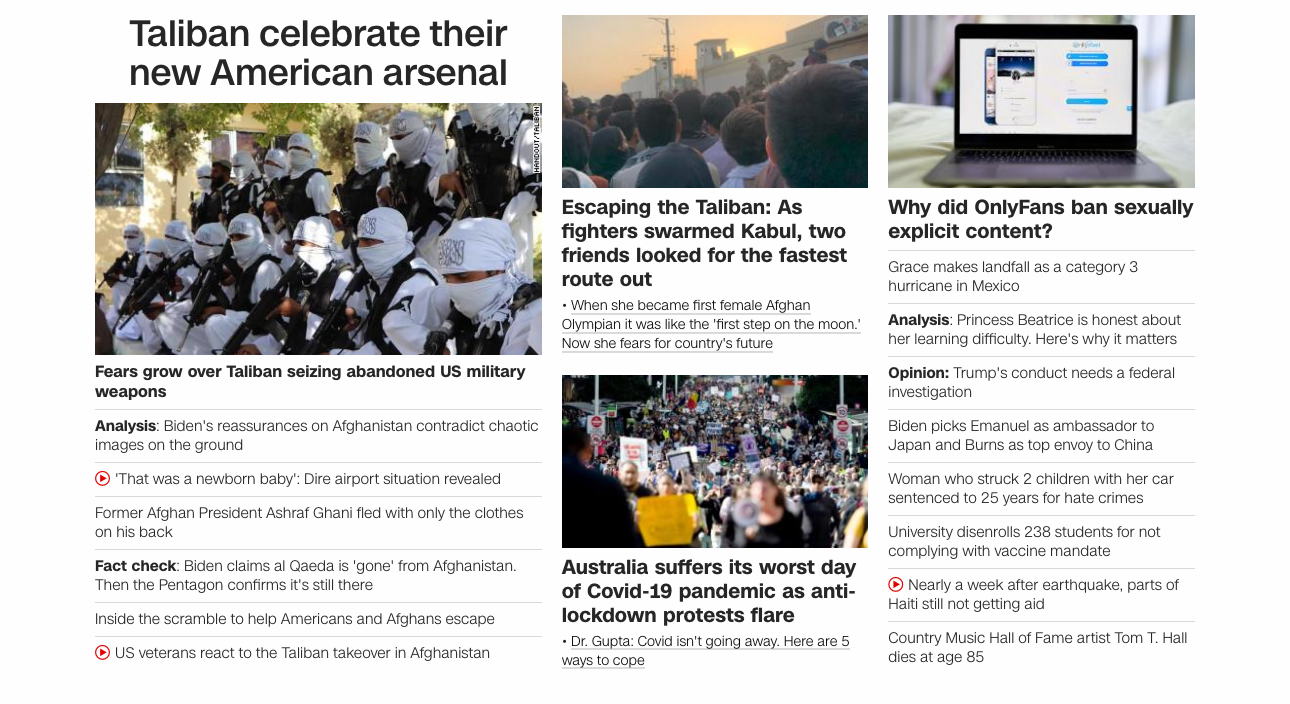 Taliban celebrate their
new American arsenal
HANDOUT/TALIBAN
Fears grow over Taliban seizing abandoned US military
weapons
Analysis: Biden's reassurances on Afghanistan contradict chaotic
images on the ground
'That was a newborn baby': Dire airport situation revealed
Former Afghan President Ashraf Ghani fled with only the clothes
on his back
Fact check: Biden claims al Qaeda is 'gone' from Afghanistan.
Then the Pentagon confirms it's still there
Inside the scramble to help Americans and Afghans escape
US veterans react to the Taliban takeover in Afghanistan
Escaping the Taliban: As
fighters swarmed Kabul, two
friends looked for the fastest
route out
• When she became first female Afghan
Olympian it was like the 'first step on the moon.'
Now she fears for country's future
Australia suffers its worst day
of Covid-19 pandemic as anti-
lockdown protests flare
• Dr. Gupta: Covid isn't going away. Here are 5
ways to cope
Why did OnlyFans ban sexually
explicit content?
Grace makes landfall as a category 3
hurricane in Mexico
Analysis: Princess Beatrice is honest about
her learning difficulty. Here's why it matters
Opinion: Trump's conduct needs a federal
investigation
Biden picks Emanuel as ambassador to
Japan and Burns as top envoy to China
Woman who struck 2 children with her car
sentenced to 25 years for hate crimes
University disenrolls 238 students for not
complying with vaccine mandate
Nearly a week after earthquake, parts of
Haiti still not getting aid
Country Music Hall of Fame artist Tom T. Hall
dies at age 85